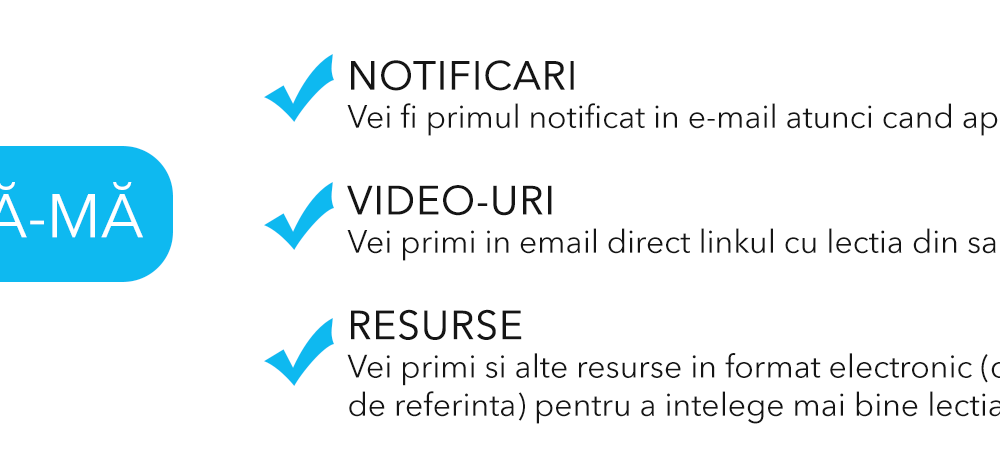 Ă-MĂ
NOTIFICARI
Vei fi primul notificat in e-mail atunci cand ap
VIDEO-URI
Vei primi in email direct linkul cu lectia din sa
RESURSE
Vei primi si alte resurse in format electronic (
de referinta) pentru a intelege mai bine lectia